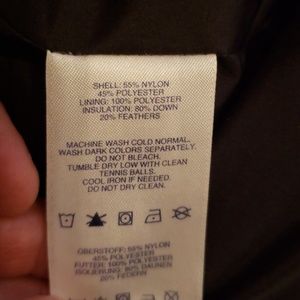 SHELL: 55% NYLON
45% POLYESTER
LINING: 100% POLYESTER
INSULATION: 80% DOWN
20% FEATHERS
MACHINE WASH COLD NORMAL.
WASH DARK COLORS SEPARATELY.
DO NOT BLEACH.
TUMBLE DRY LOW WITH CLEAN
TENNIS BALLS.
COOL IRON IF NEEDED.
DO NOT DRY CLEAN.
OBERSTOFF: 55% NYLON
45% POLYESTER
FUTTER: 100% POLYESTER
ISOLIERUNG: 80% DAUNEN
20% FEDERN